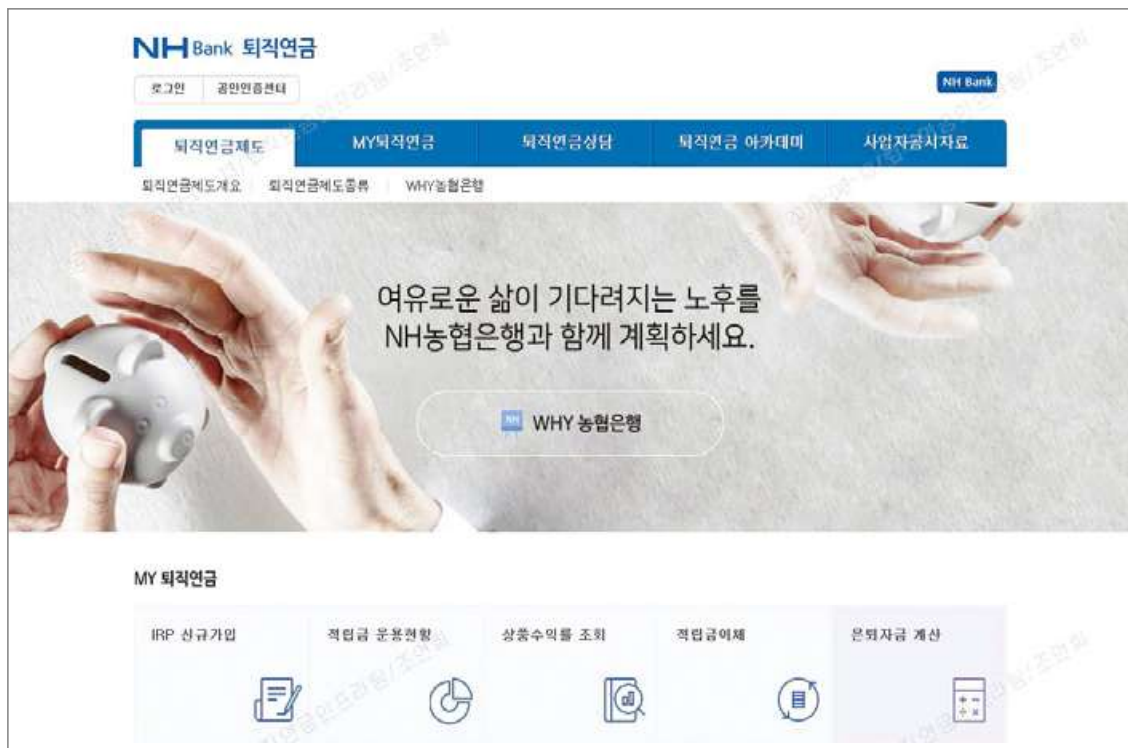 NH Bank 퇴직연금
로그인 공인인증센터
NH Bank
퇴직연금제도 MY퇴직연금 퇴직연금상담 퇴직연금 아카데미 사업자공시자료
퇴직연금제도개요 퇴직연금제도종류 WHY농협은행
여유로운 삶이 기다려지는 노후를
NH농협은행과 함께 계획하세요.
NH WHY 농협은행
MY 퇴직연금
IRP 신규가입 적립금 운용현황 상품수익률 조회 적립금이체 은퇴자금 계산